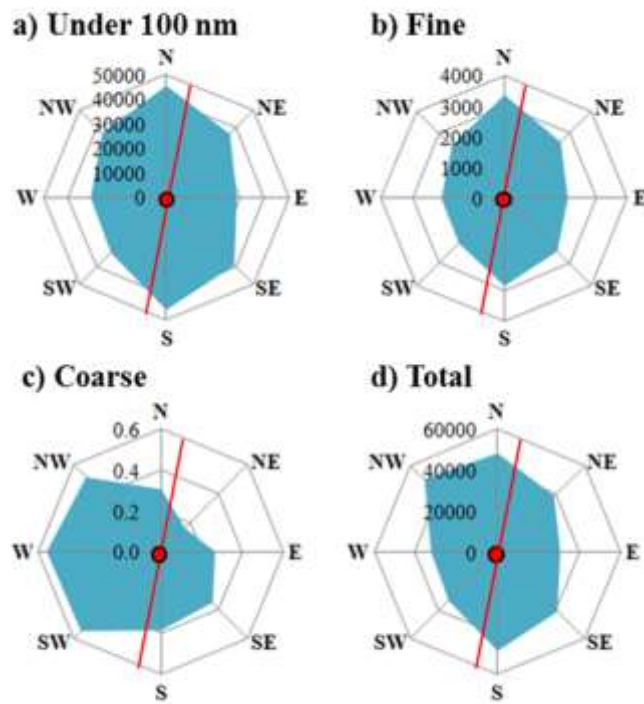 a) Under 100 nm
N
50000
40000
30000
20000
10000
0
NW
NE
W
E
SW
SE
S
b) Fine
N
4000
3000
2000
1000
0
NW
NE
W
E
SW
SE
S
c) Coarse
N
0.6
0.4
0.2
0.0
NW
NE
W
E
SW
SE
S
d) Total
N
60000
40000
20000
0
NW
NE
W
E
SW
SE
S